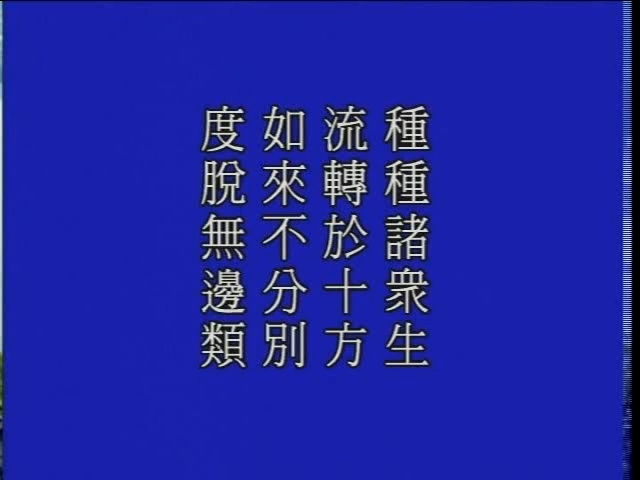 種種諸眾生
流轉於十方
如來不分別
度脫無邊類